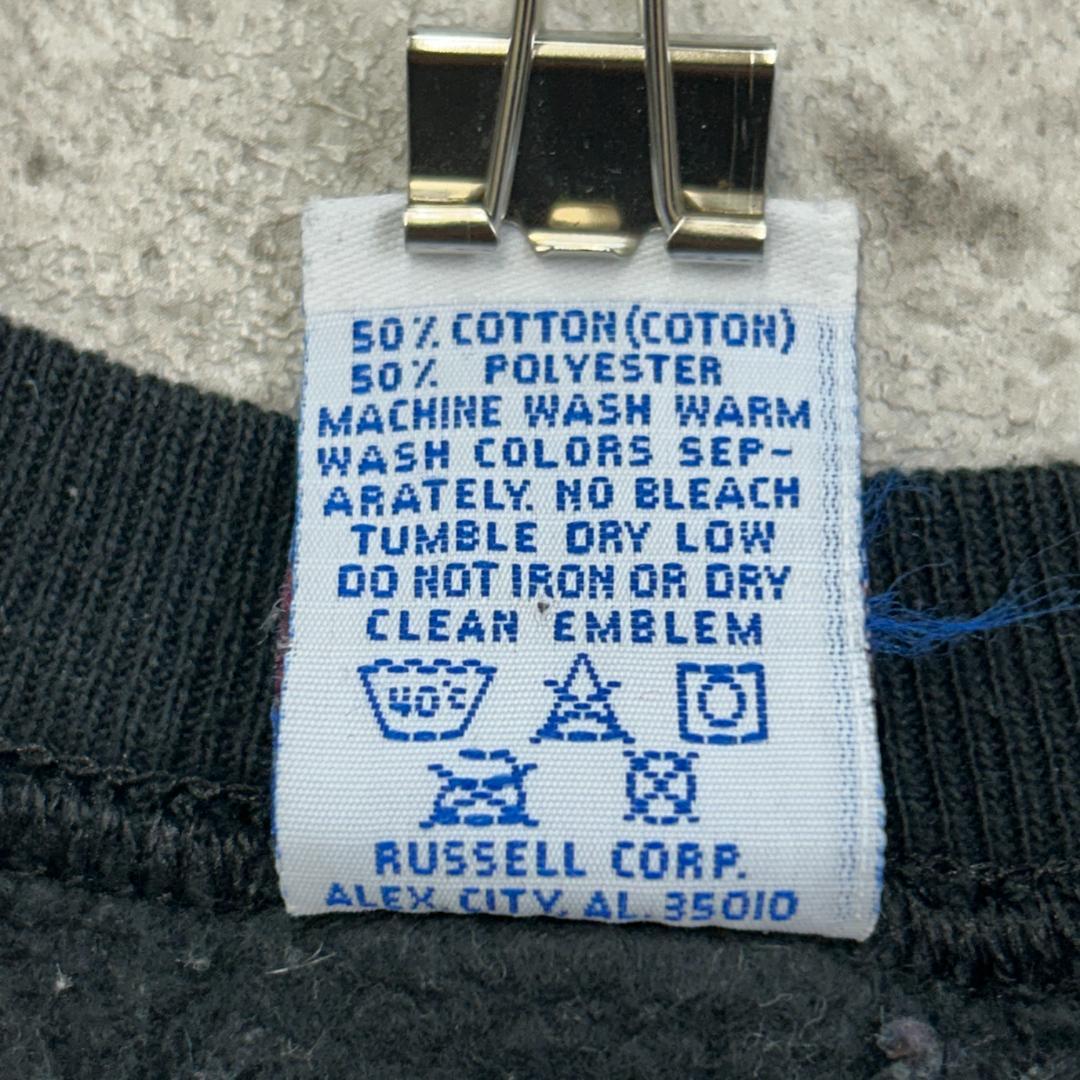 50% COTTON (COTON)
50% POLYESTER
MACHINE WASH WARM
WASH COLORS SEP-
ARATELY. NO BLEACH
TUMBLE DRY LOW
DO NOT IRON OR DRY
CLEAN EMBLEM
40°C
RUSSELL CORP.
ALEX. CITY, AL. 35010